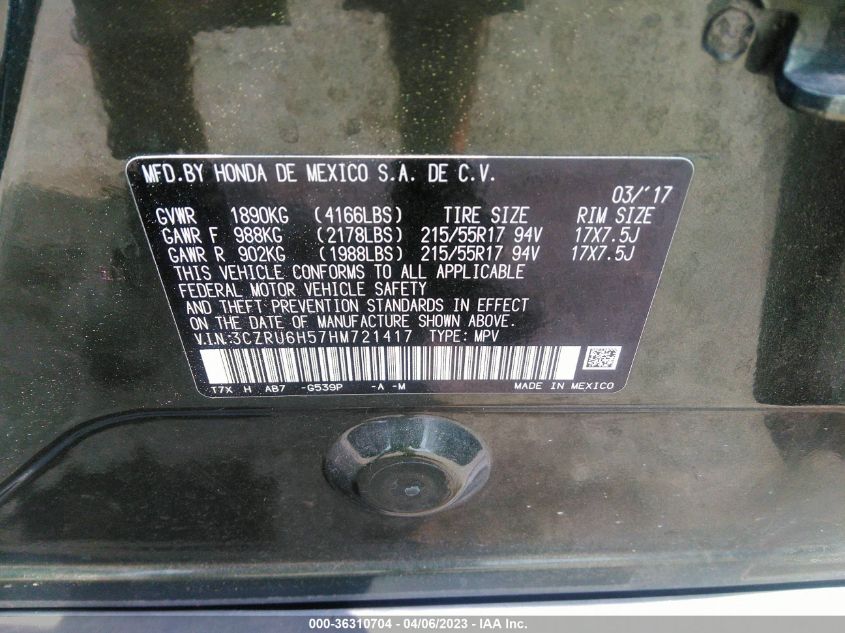 MFD. BY HONDA DE MEXICO S.A. DE C.V.
03/'17
GVWR 1890KG (4166LBS) TIRE SIZE RIM SIZE
GAWR F 988KG (2178LBS) 215/55R17 94V 17X7.5J
GAWR R 902KG (1988LBS) 215/55R17 94V 17X7.5J
THIS VEHICLE CONFORMS TO ALL APPLICABLE
FEDERAL MOTOR VEHICLE SAFETY
AND THEFT PREVENTION STANDARDS IN EFFECT
ON THE DATE OF MANUFACTURE SHOWN ABOVE.
V.I.N:3CZRU6H57HM721417 TYPE: MPV
T7X H AB7 -G539P -A -M MADE IN MEXICO
000-36310704 - 04/06/2023 - IAA Inc.